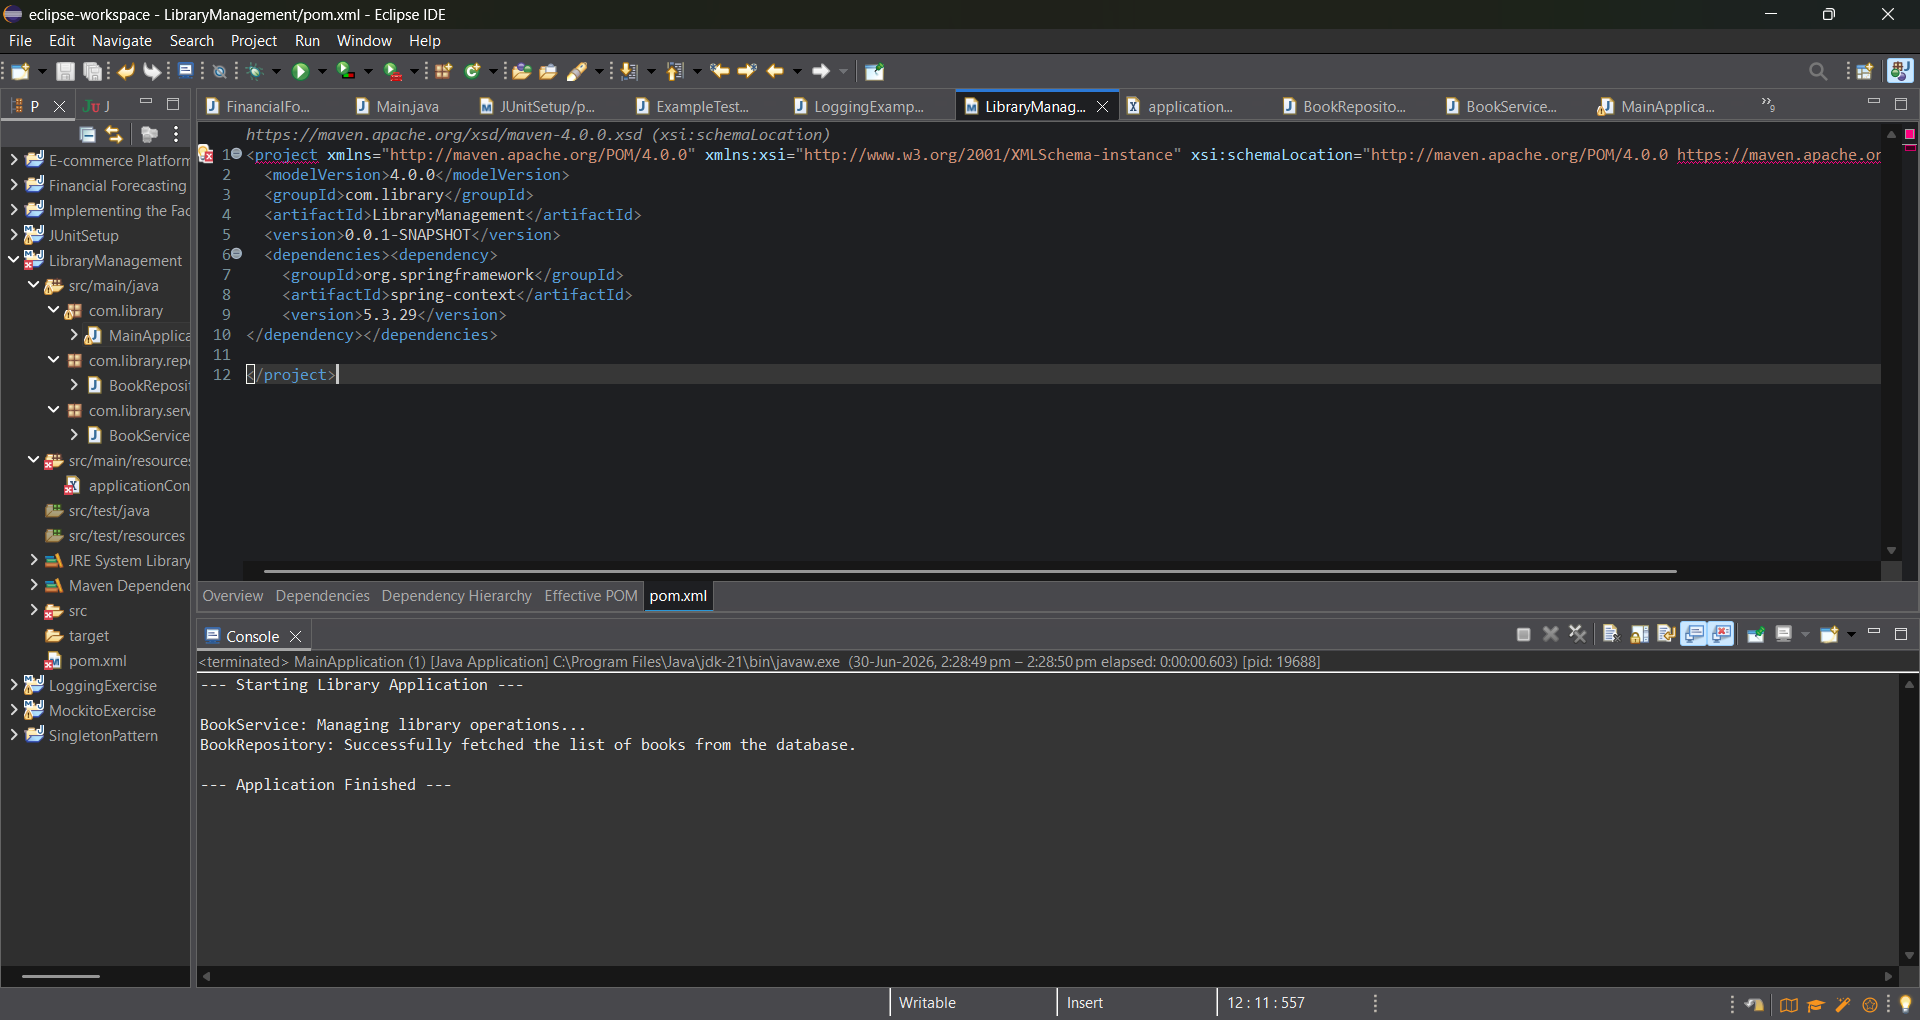 eclipse-workspace - LibraryManagement/pom.xml - Eclipse IDE
File Edit Navigate Search Project Run Window Help
P Ju J
FinancialFo... Main.java JUnitSetup/p... ExampleTest... LoggingExamp... LibraryManag... application... BookReposito... BookService... MainApplica... »9
E-commerce Platform
Financial Forecasting
Implementing the Fac
JUnitSetup
LibraryManagement
src/main/java
com.library
MainApplica
com.library.rep
BookReposit
com.library.serv
BookService
src/main/resources
applicationCon
src/test/java
src/test/resources
JRE System Library
Maven Dependenc
src
target
pom.xml
LoggingExercise
MockitoExercise
SingletonPattern
https://maven.apache.org/xsd/maven-4.0.0.xsd (xsi:schemaLocation)
1 <project xmlns="http://maven.apache.org/POM/4.0.0" xmlns:xsi="http://www.w3.org/2001/XMLSchema-instance" xsi:schemaLocation="http://maven.apache.org/POM/4.0.0 https://maven.apache.or
2 <modelVersion>4.0.0</modelVersion>
3 <groupId>com.library</groupId>
4 <artifactId>LibraryManagement</artifactId>
5 <version>0.0.1-SNAPSHOT</version>
6 <dependencies><dependency>
7 <groupId>org.springframework</groupId>
8 <artifactId>spring-context</artifactId>
9 <version>5.3.29</version>
10 </dependency></dependencies>
11
12 </project>
Overview Dependencies Dependency Hierarchy Effective POM pom.xml
Console
<terminated> MainApplication (1) [Java Application] C:\Program Files\Java\jdk-21\bin\javaw.exe (30-Jun-2026, 2:28:49 pm – 2:28:50 pm elapsed: 0:00:00.603) [pid: 19688]
--- Starting Library Application ---
BookService: Managing library operations...
BookRepository: Successfully fetched the list of books from the database.
--- Application Finished ---
Writable Insert 12 : 11 : 557